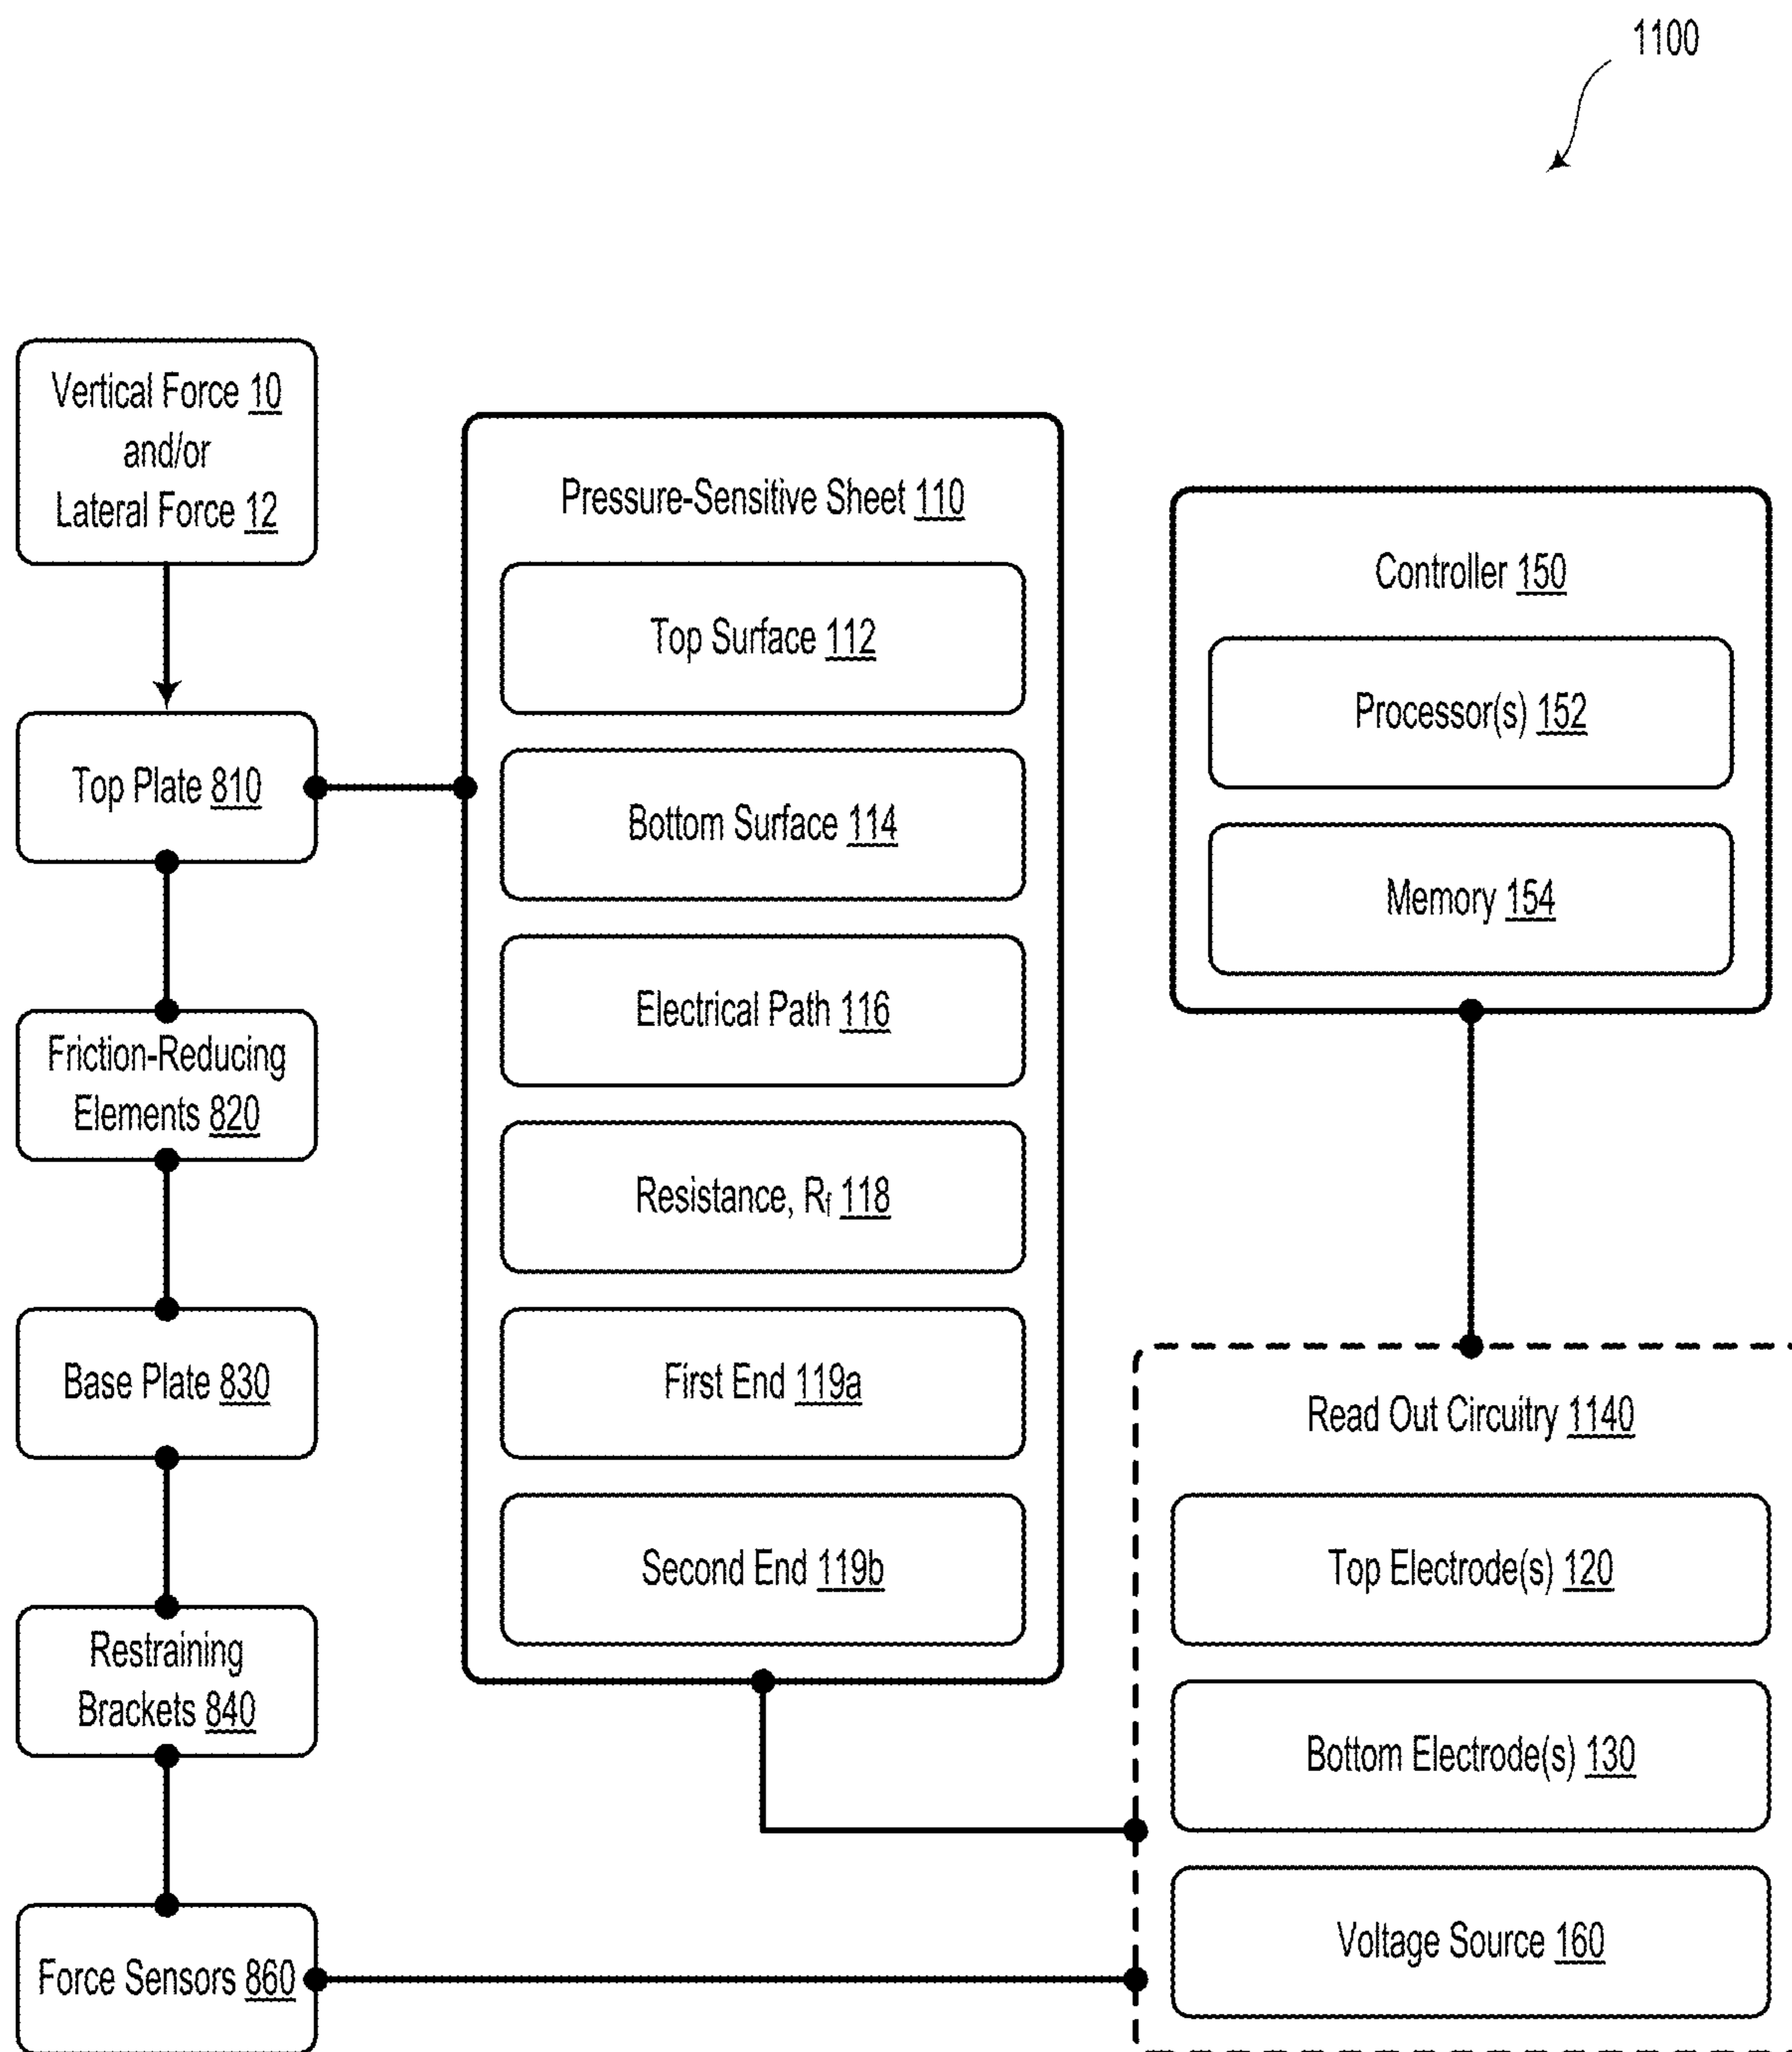 1100
Vertical Force 10
and/or
Lateral Force 12
Top Plate 810
Friction-Reducing
Elements 820
Base Plate 830
Restraining
Brackets 840
Force Sensors 860
Pressure-Sensitive Sheet 110
Top Surface 112
Bottom Surface 114
Electrical Path 116
Resistance, Rf 118
First End 119a
Second End 119b
Controller 150
Processor(s) 152
Memory 154
Read Out Circuitry 1140
Top Electrode(s) 120
Bottom Electrode(s) 130
Voltage Source 160